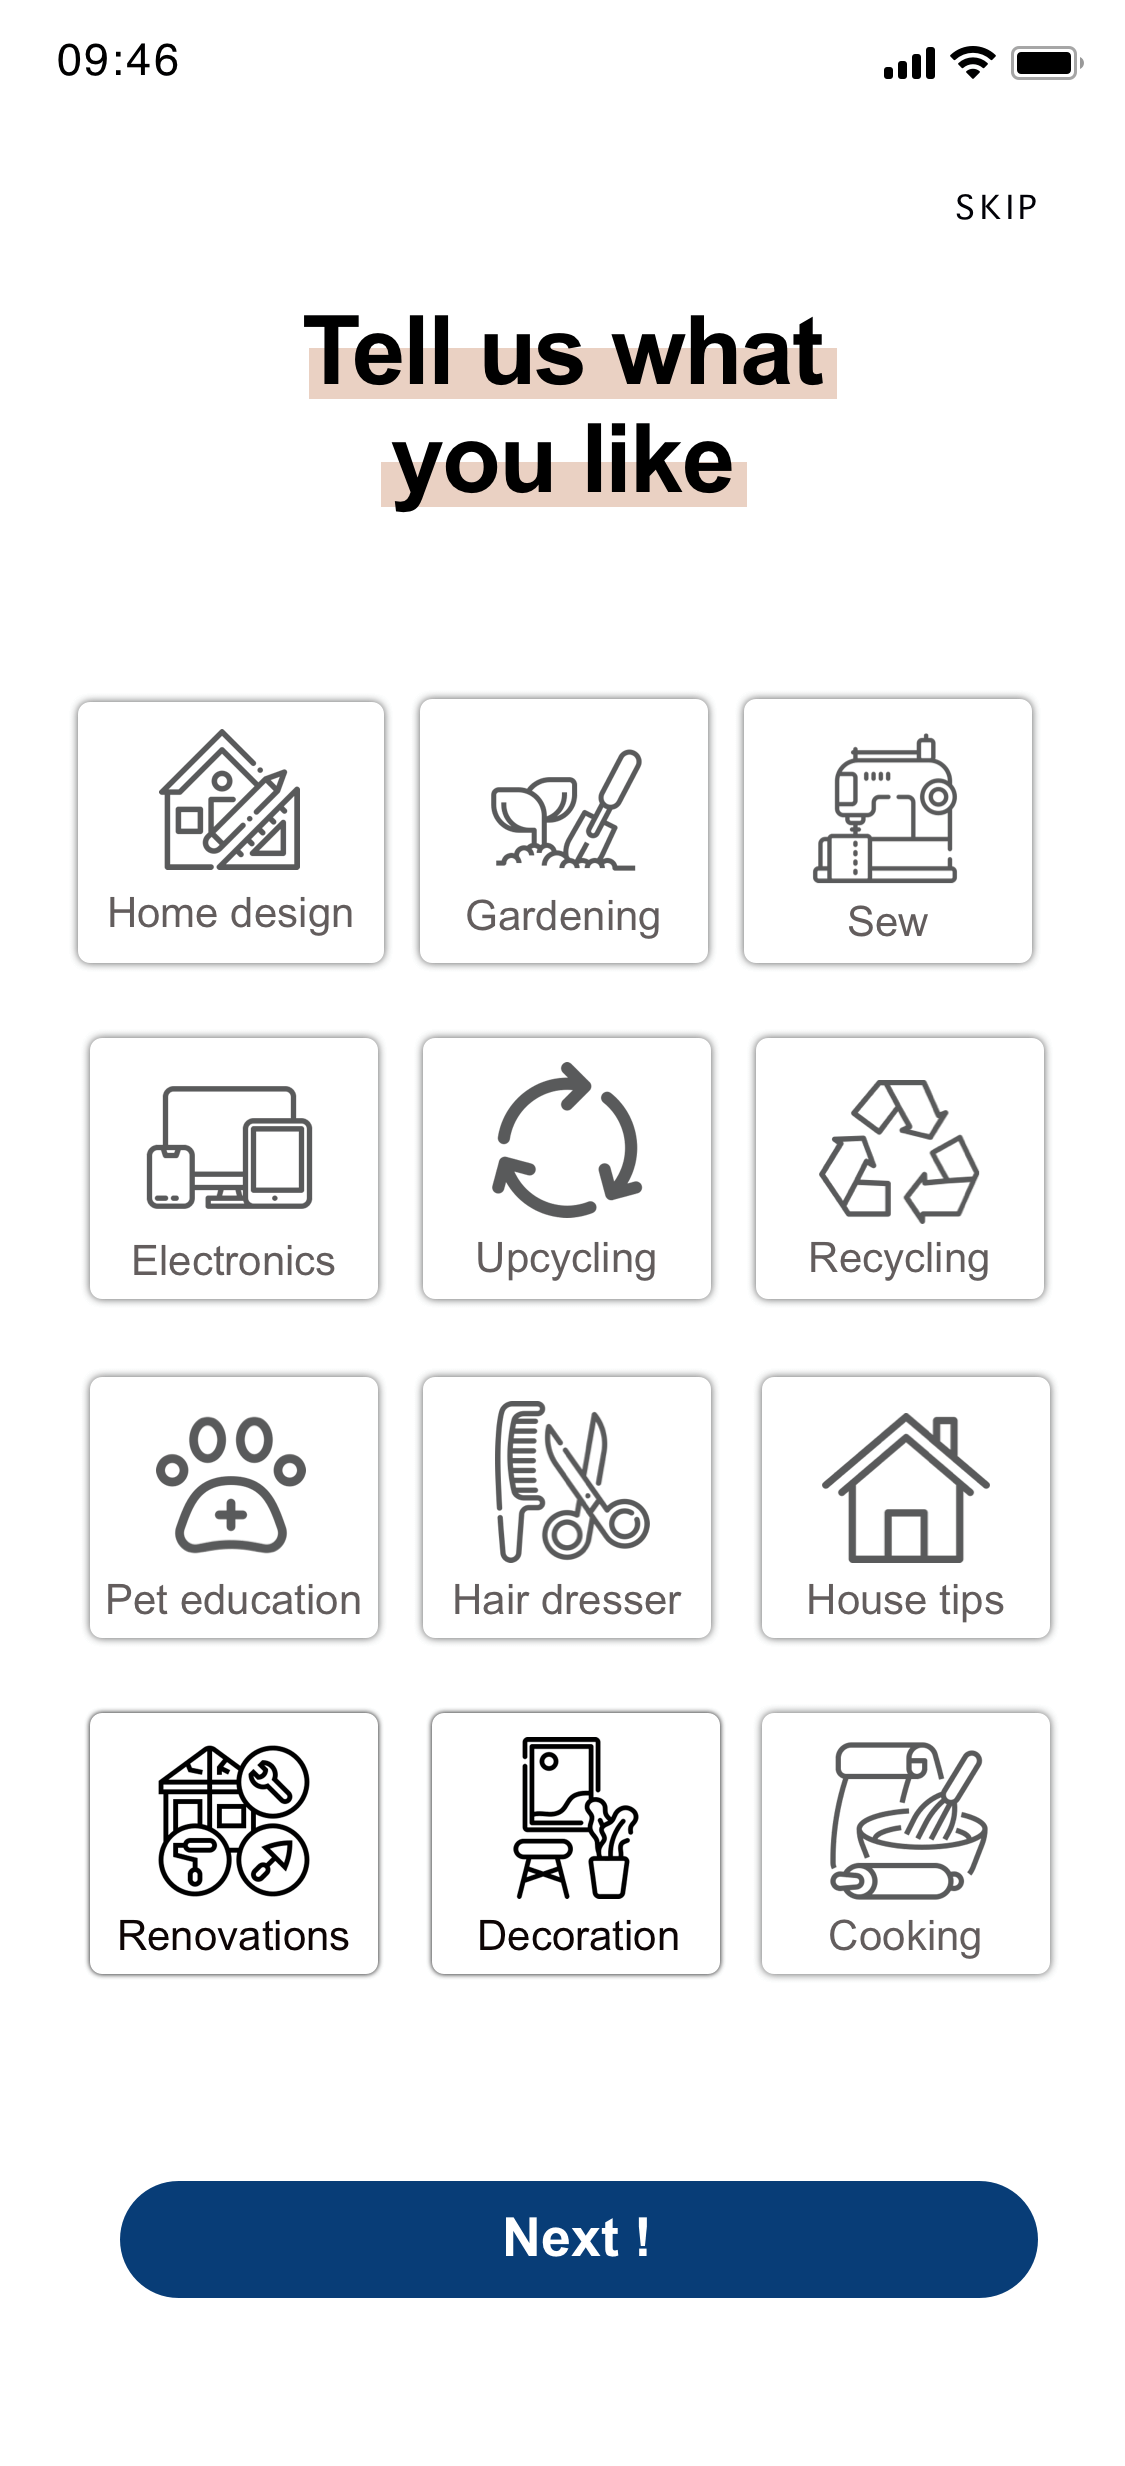 09:46
SKIP
Tell us what
you like
Home design
Gardening
Sew
Electronics
Upcycling
Recycling
Pet education
Hair dresser
House tips
Renovations
Decoration
Cooking
Next !